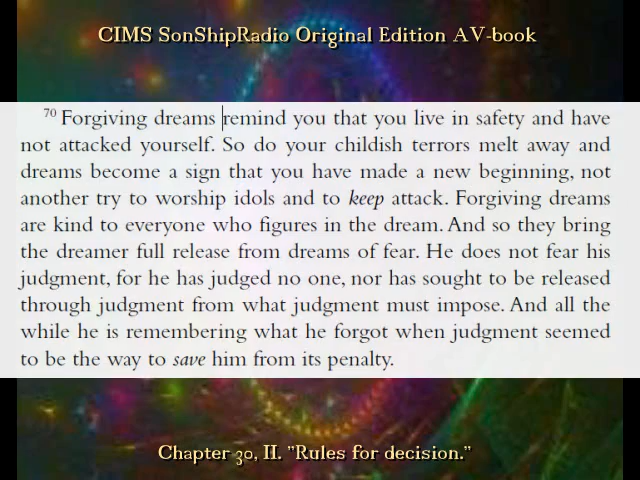 CIMS SonShipRadio Original Edition AV-book
70 Forgiving dreams remind you that you live in safety and have
not attacked yourself. So do your childish terrors melt away and
dreams become a sign that you have made a new beginning, not
another try to worship idols and to keep attack. Forgiving dreams
are kind to everyone who figures in the dream. And so they bring
the dreamer full release from dreams of fear. He does not fear his
judgment, for he has judged no one, nor has sought to be released
through judgment from what judgment must impose. And all the
while he is remembering what he forgot when judgment seemed
to be the way to save him from its penalty.
Chapter 30, II. "Rules for decision."